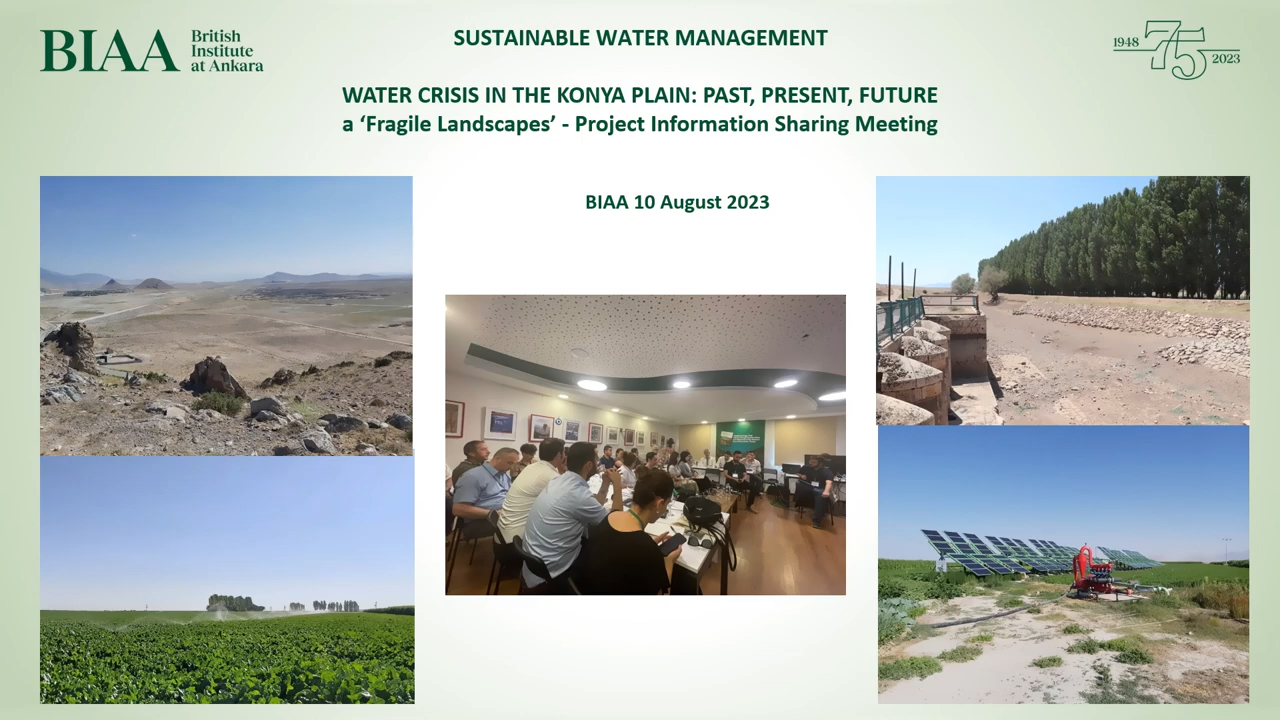 BIAA
British
Institute
at Ankara
SUSTAINABLE WATER MANAGEMENT
1948 75 2023
WATER CRISIS IN THE KONYA PLAIN: PAST, PRESENT, FUTURE
a ‘Fragile Landscapes’ - Project Information Sharing Meeting
BIAA 10 August 2023